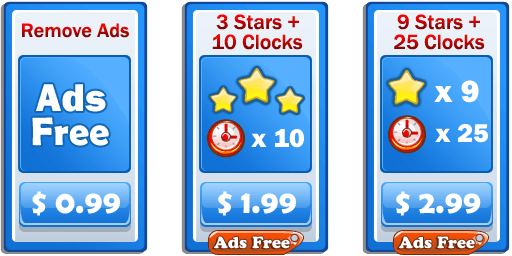 Remove Ads
Ads
Free
$ 0.99
3 Stars +
10 Clocks
x 10
$ 1.99
Ads Free
9 Stars +
25 Clocks
x 9
x 25
$ 2.99
Ads Free